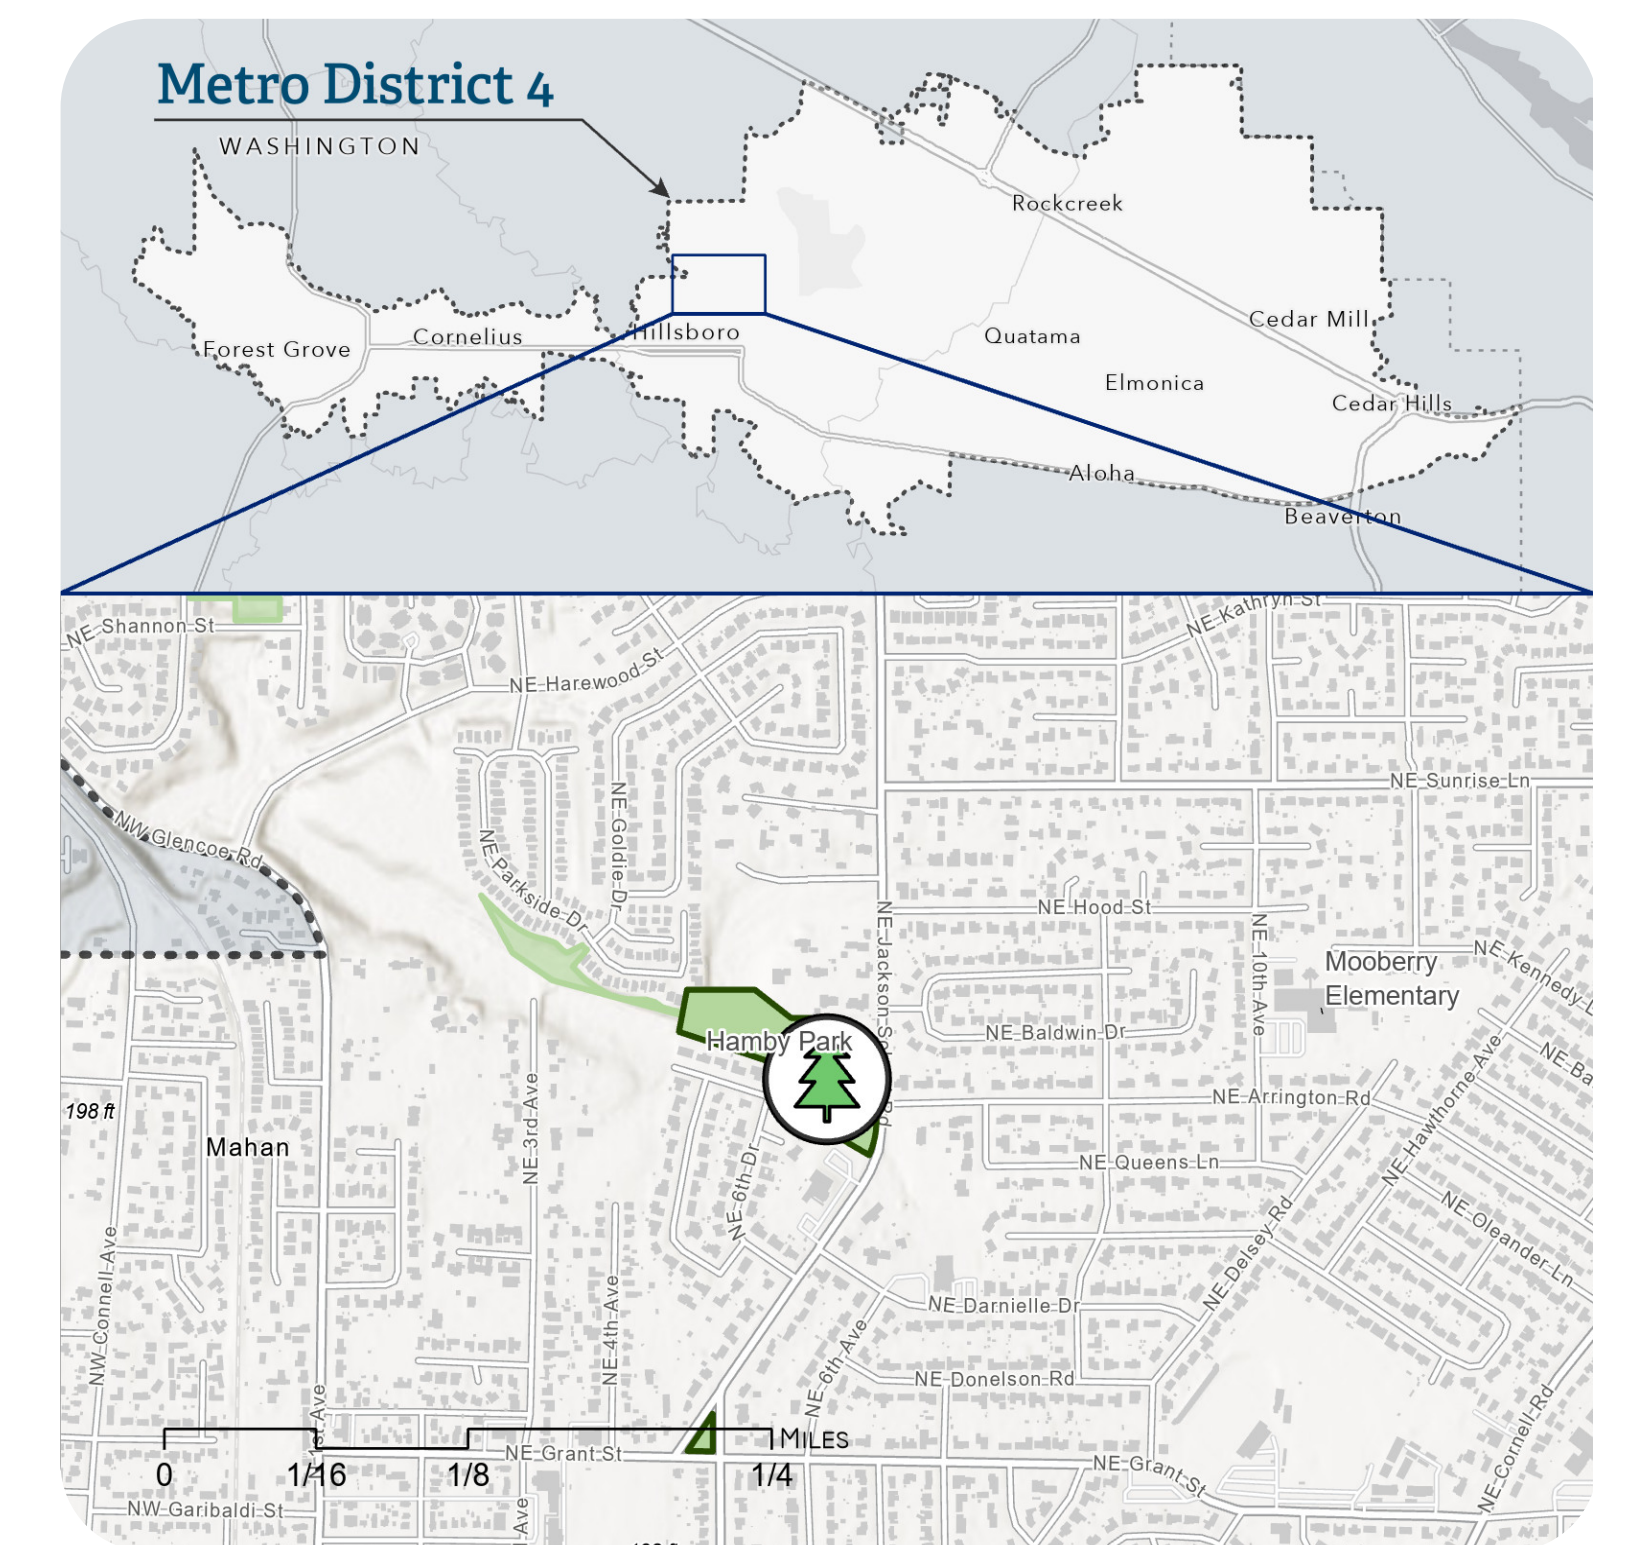 Metro District 4
WASHINGTON
Rockcreek
Cedar Mill
Hillsboro
Cornelius
Quatama
Forest Grove
Elmonica
Cedar Hills
Aloha
Beaverton
NE Kathryn St
NE Shannon St
NE Harewood St
NE Sunrise Ln
NW Glencoe Rd
NE Goldie Dr
NE Parkside Dr
NE Hood St
NE Jackson
Rd
NE 10th Ave
Mooberry
Elementary
NE Kennedy
NE Baldwin Dr
Hamby Park
NE Ba
NE Arrington Rd
NE Hawthorne Ave
198 ft
Mahan
NE 3rd Ave
NE 6th Dr
NE Queens Ln
NE Oleander Ln
NE Delsey Rd
NW Connell Ave
NE 4th Ave
NE Darnielle Dr
NE 6th Ave
NE Donelson Rd
1st Ave
NE Cornell Rd
MILES
NE Grant St
NE Grant St
0 1/16 1/8 1/4
NW Garibaldi St
Ave